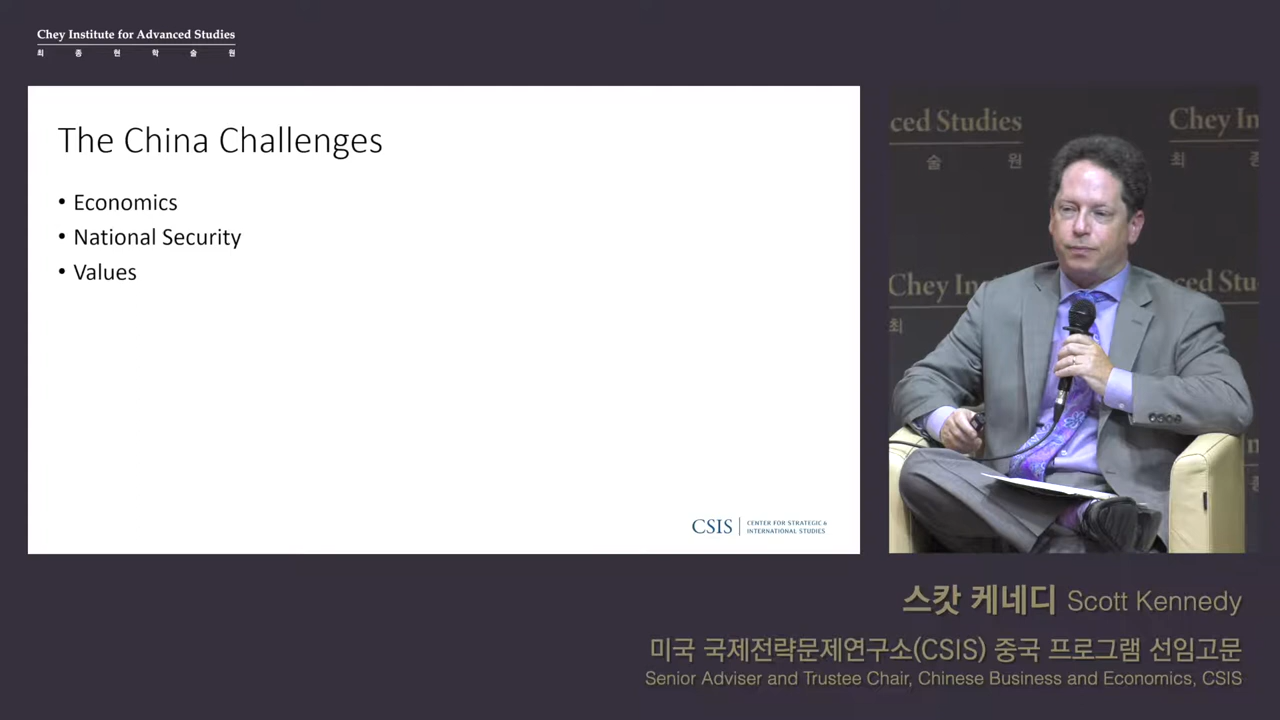 Chey Institute for Advanced Studies
최 종 현 학 술 원
The China Challenges
• Economics
• National Security
• Values
CSIS
CENTER FOR STRATEGIC &
INTERNATIONAL STUDIES
ced Studies
Chey In
술 원
최 종
Chey In
ced Stu
최
스캇 케네디 Scott Kennedy
미국 국제전략문제연구소(CSIS) 중국 프로그램 선임고문
Senior Adviser and Trustee Chair, Chinese Business and Economics, CSIS